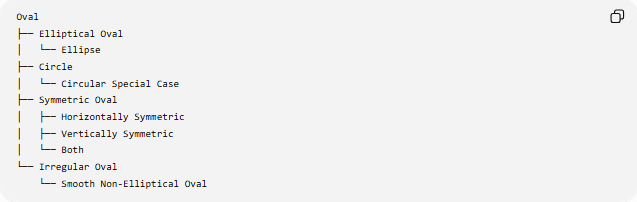 Oval
├── Elliptical Oval
│   └── Ellipse
├── Circle
│   └── Circular Special Case
├── Symmetric Oval
│   ├── Horizontally Symmetric
│   ├── Vertically Symmetric
│   └── Both
└── Irregular Oval
    └── Smooth Non-Elliptical Oval